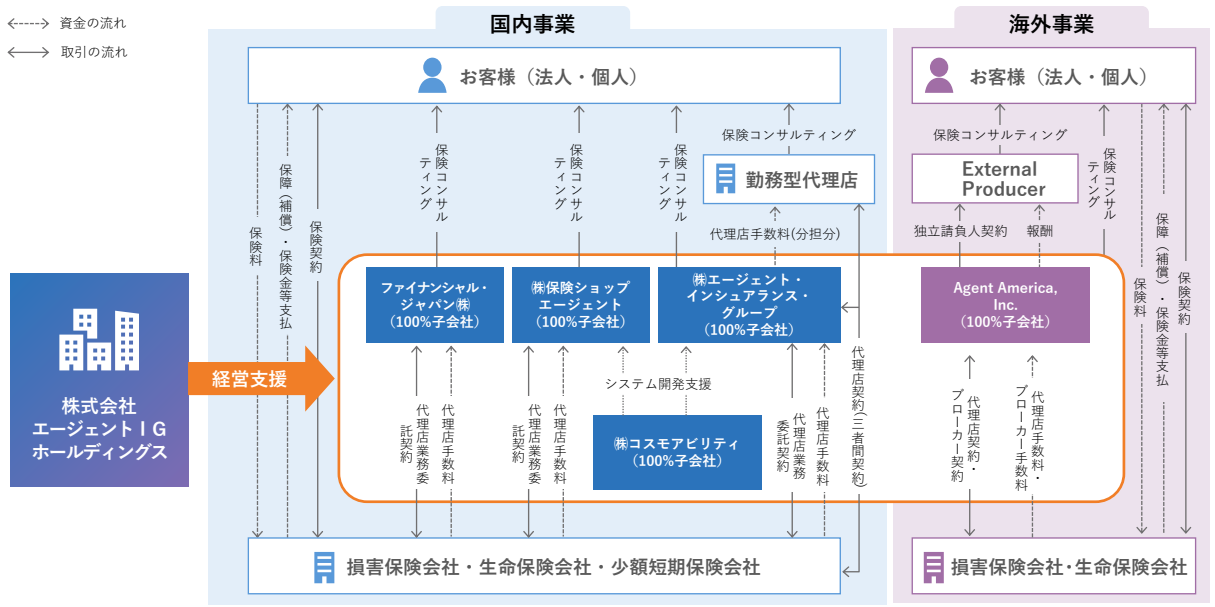 資金の流れ
取引の流れ
国内事業
海外事業
お客様（法人・個人）
お客様（法人・個人）
保険料
保障（補償）・保険金等支払
保険契約
保険コンサル
ティング
保険コンサル
ティング
保険コンサル
ティング
保険コンサルティング
勤務型代理店
代理店手数料(分担分)
保険コンサルティング
External
Producer
独立請負人契約
報酬
保険コンサル
ティング
保険料
保障（補償）・保険金等支払
保険契約
株式会社
エージェントＩＧ
ホールディングス
経営支援
ファイナンシャル・
ジャパン㈱
（100%子会社）
㈱保険ショップ
エージェント
（100%子会社）
㈱エージェント・
インシュアランス・
グループ
（100%子会社）
Agent America,
Inc.
（100%子会社）
システム開発支援
㈱コスモアビリティ
（100%子会社）
代理店業務委
託契約
代理店手数料
代理店業務委
託契約
代理店手数料
代理店業務
委託契約
代理店手数料
代理店契約(三者間契約)
代理店契約・
ブローカー契約
代理店手数料・
ブローカー手数料
損害保険会社・生命保険会社・少額短期保険会社
損害保険会社・生命保険会社